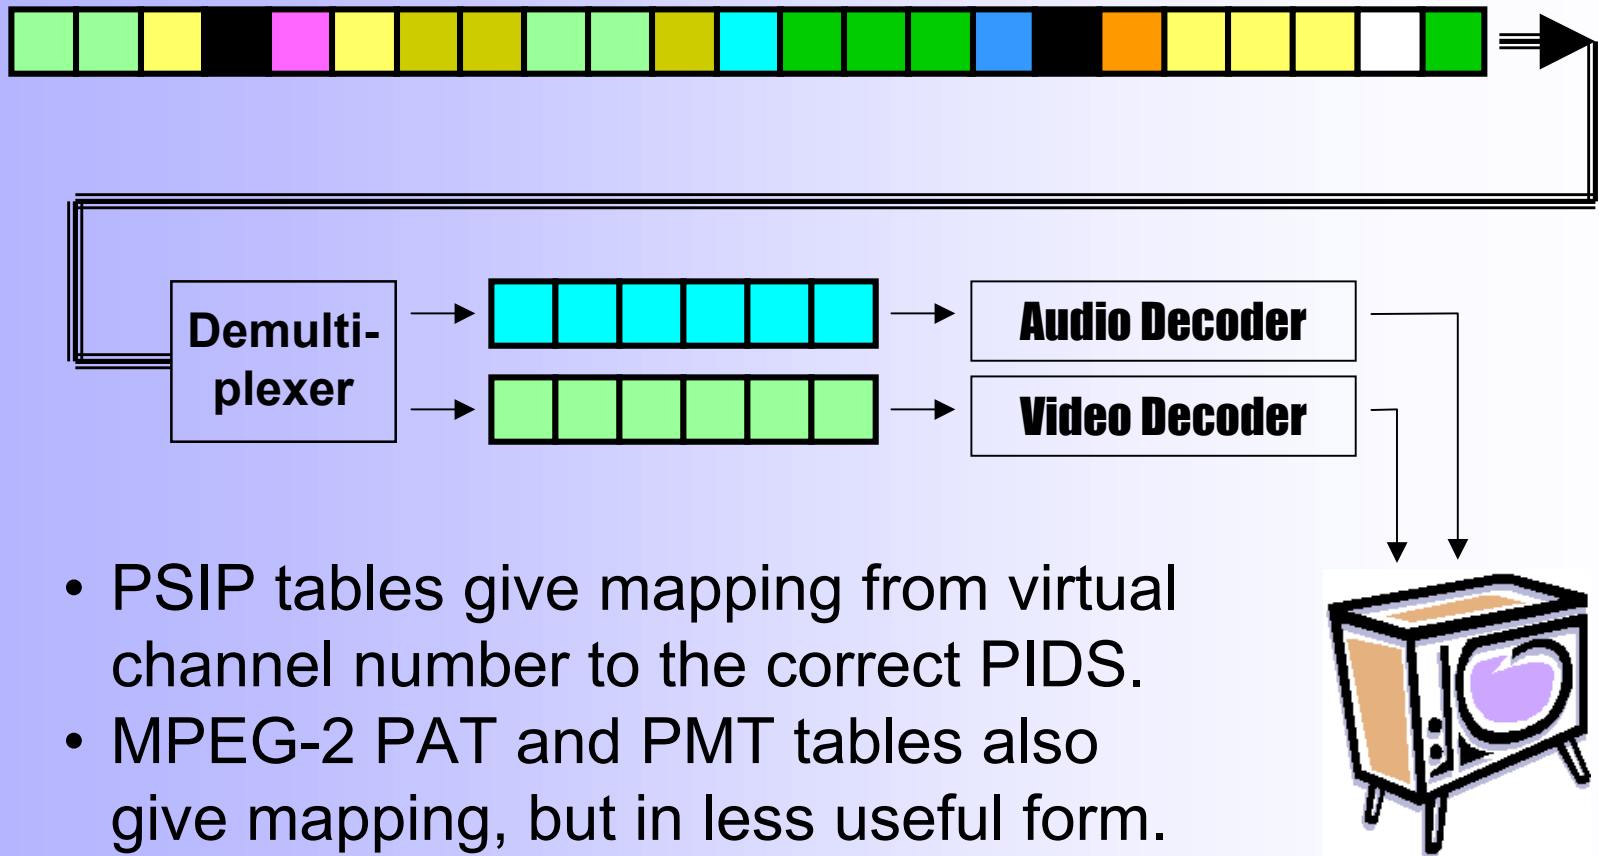 Demulti-
plexer
Audio Decoder
Video Decoder
• PSIP tables give mapping from virtual
channel number to the correct PIDS.
• MPEG-2 PAT and PMT tables also
give mapping, but in less useful form.